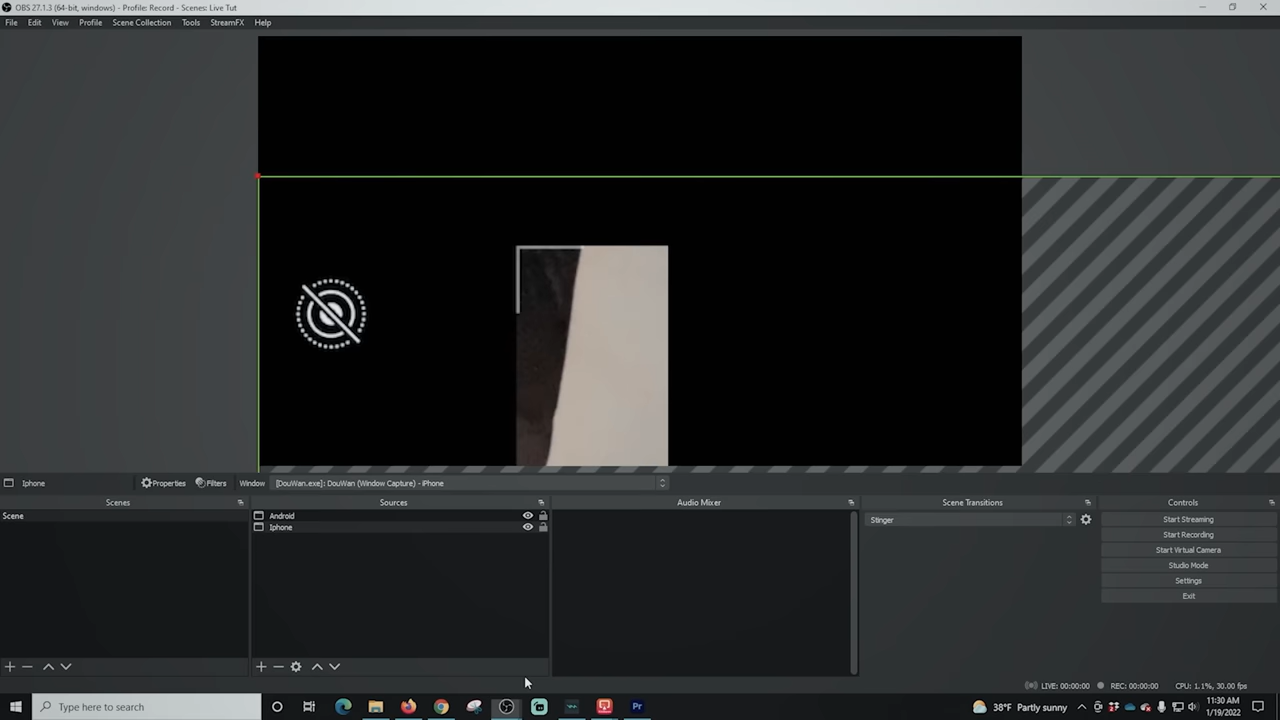 OBS 27.1.3 (64-bit, windows) - Profile: Record - Scenes: Live Tut
File Edit View Profile Scene Collection Tools StreamFX Help
Iphone Properties Filters Window [DouWan.exe]: DouWan (Window Capture) - iPhone
Scenes Sources Audio Mixer Scene Transitions Controls
Scene Android Stinger Start Streaming
Iphone Start Recording
Start Virtual Camera
Studio Mode
Settings
Exit
LIVE: 00:00:00 REC: 00:00:00 CPU: 1.1%, 30.00 fps
Type here to search Pr 38°F Partly sunny 11:30 AM
1/19/2022